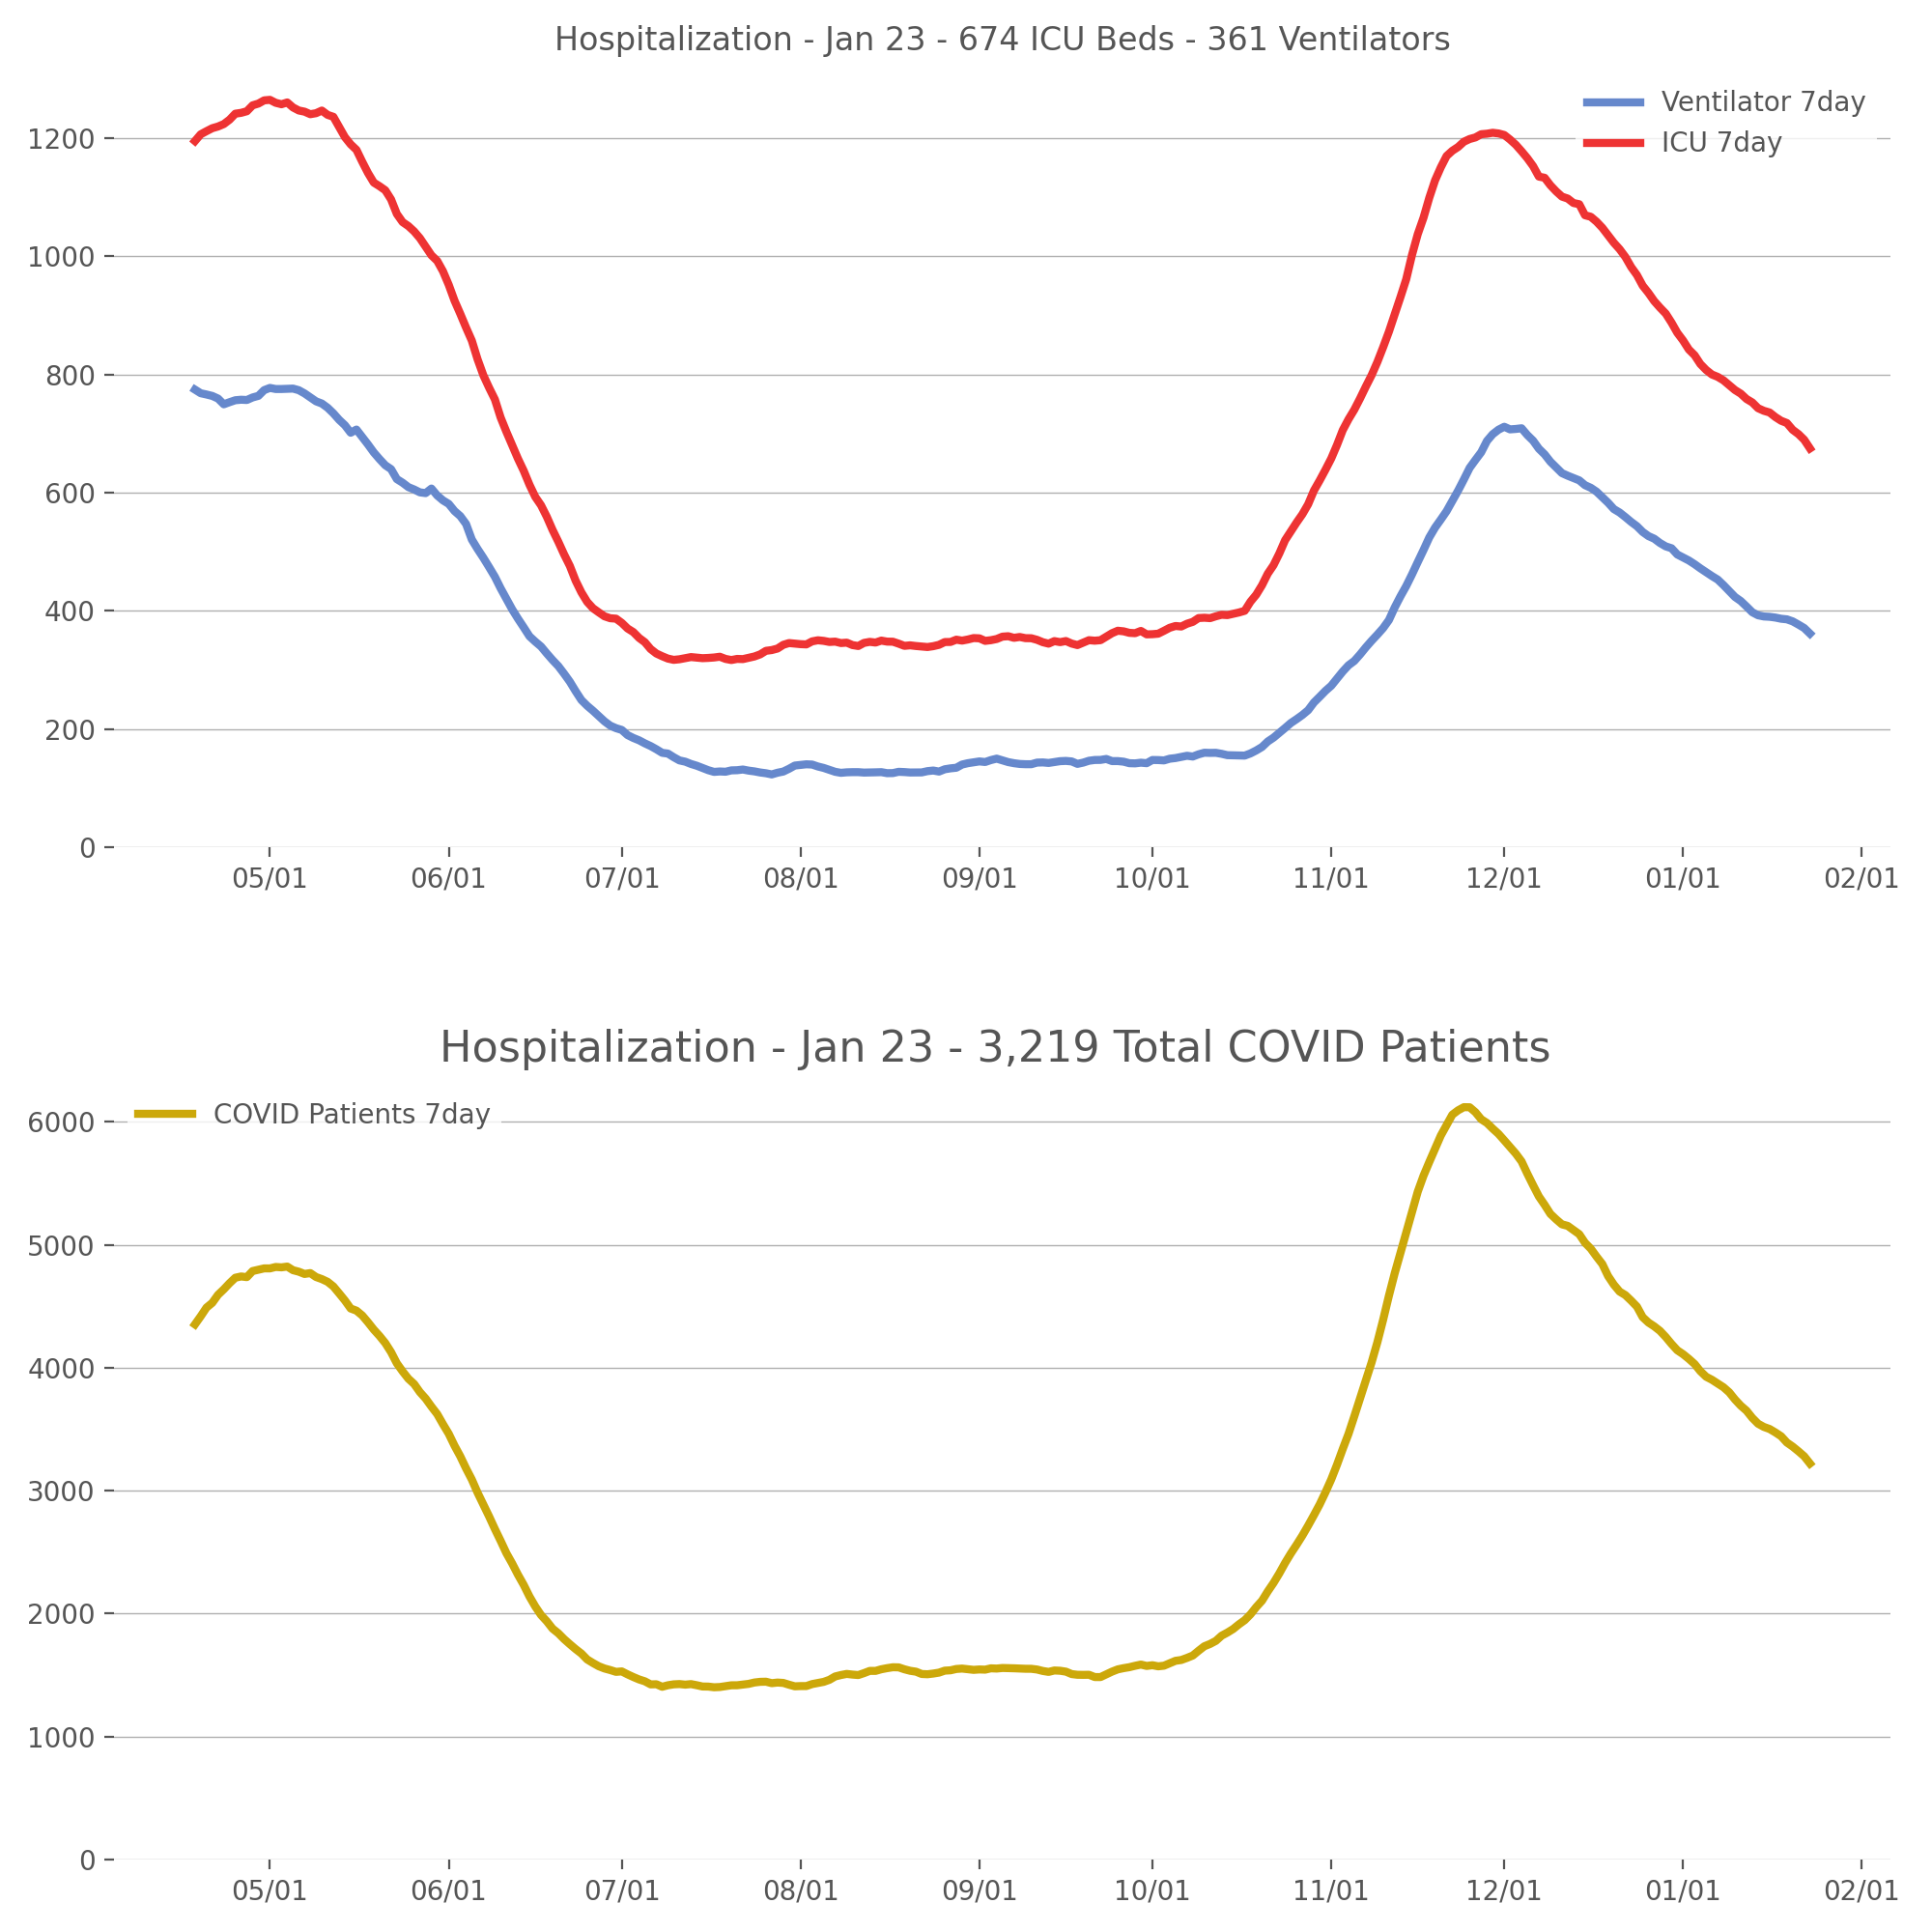 Hospitalization - Jan 23 - 674 ICU Beds - 361 Ventilators
Ventilator 7day
ICU 7day
1200
1000
800
600
400
200
0
05/01 06/01 07/01 08/01 09/01 10/01 11/01 12/01 01/01 02/01
Hospitalization - Jan 23 - 3,219 Total COVID Patients
COVID Patients 7day
6000
5000
4000
3000
2000
1000
0
05/01 06/01 07/01 08/01 09/01 10/01 11/01 12/01 01/01 02/01